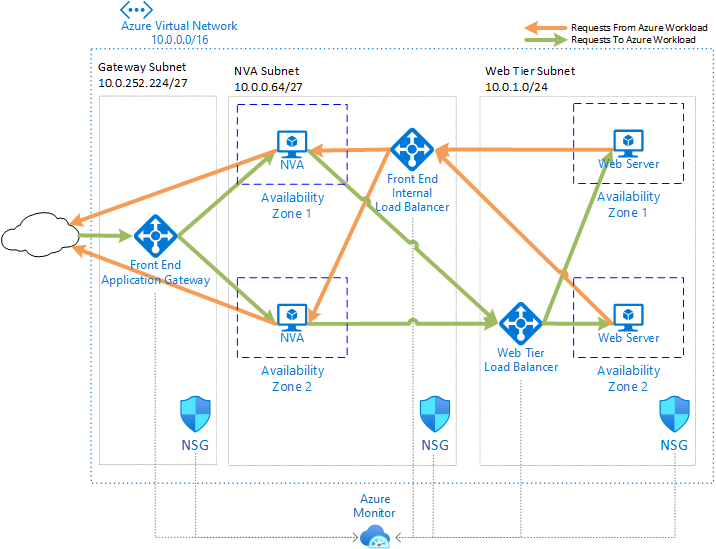 Azure Virtual Network
10.0.0.0/16
Requests From Azure Workload
Requests To Azure Workload
Gateway Subnet
10.0.252.224/27
NVA Subnet
10.0.0.64/27
Web Tier Subnet
10.0.1.0/24
NVA
Availability
Zone 1
Front End
Internal
Load Balancer
Web Server
Availability
Zone 1
Front End
Application Gateway
NVA
Availability
Zone 2
Web Tier
Load Balancer
Web Server
Availability
Zone 2
NSG
NSG
NSG
Azure
Monitor